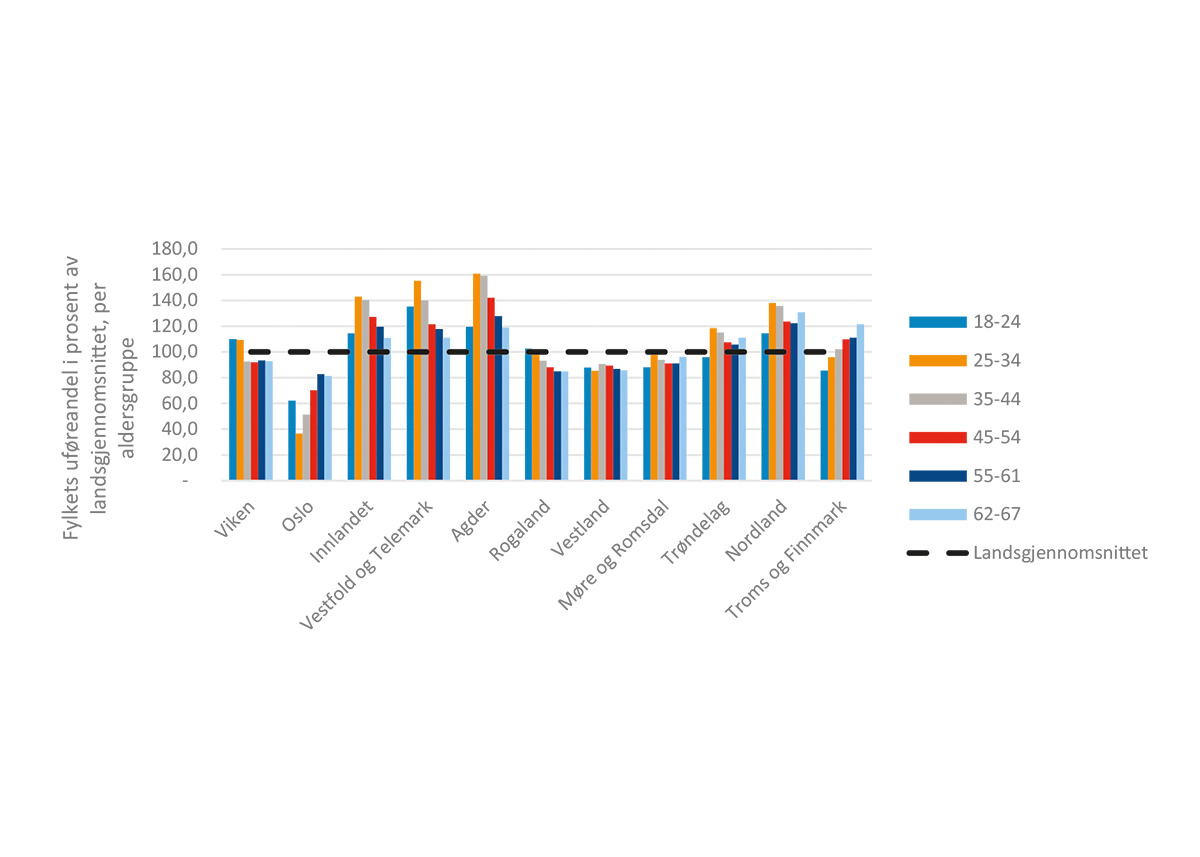 Fylkets uføreandel i prosent av
landsgjennomsnittet, per
aldersgruppe
180,0
160,0
140,0
120,0
100,0
80,0
60,0
40,0
20,0
-
Viken
Oslo
Innlandet
Vestfold og Telemark
Agder
Rogaland
Vestland
Møre og Romsdal
Trøndelag
Nordland
Troms og Finnmark
18-24
25-34
35-44
45-54
55-61
62-67
Landsgjennomsnittet